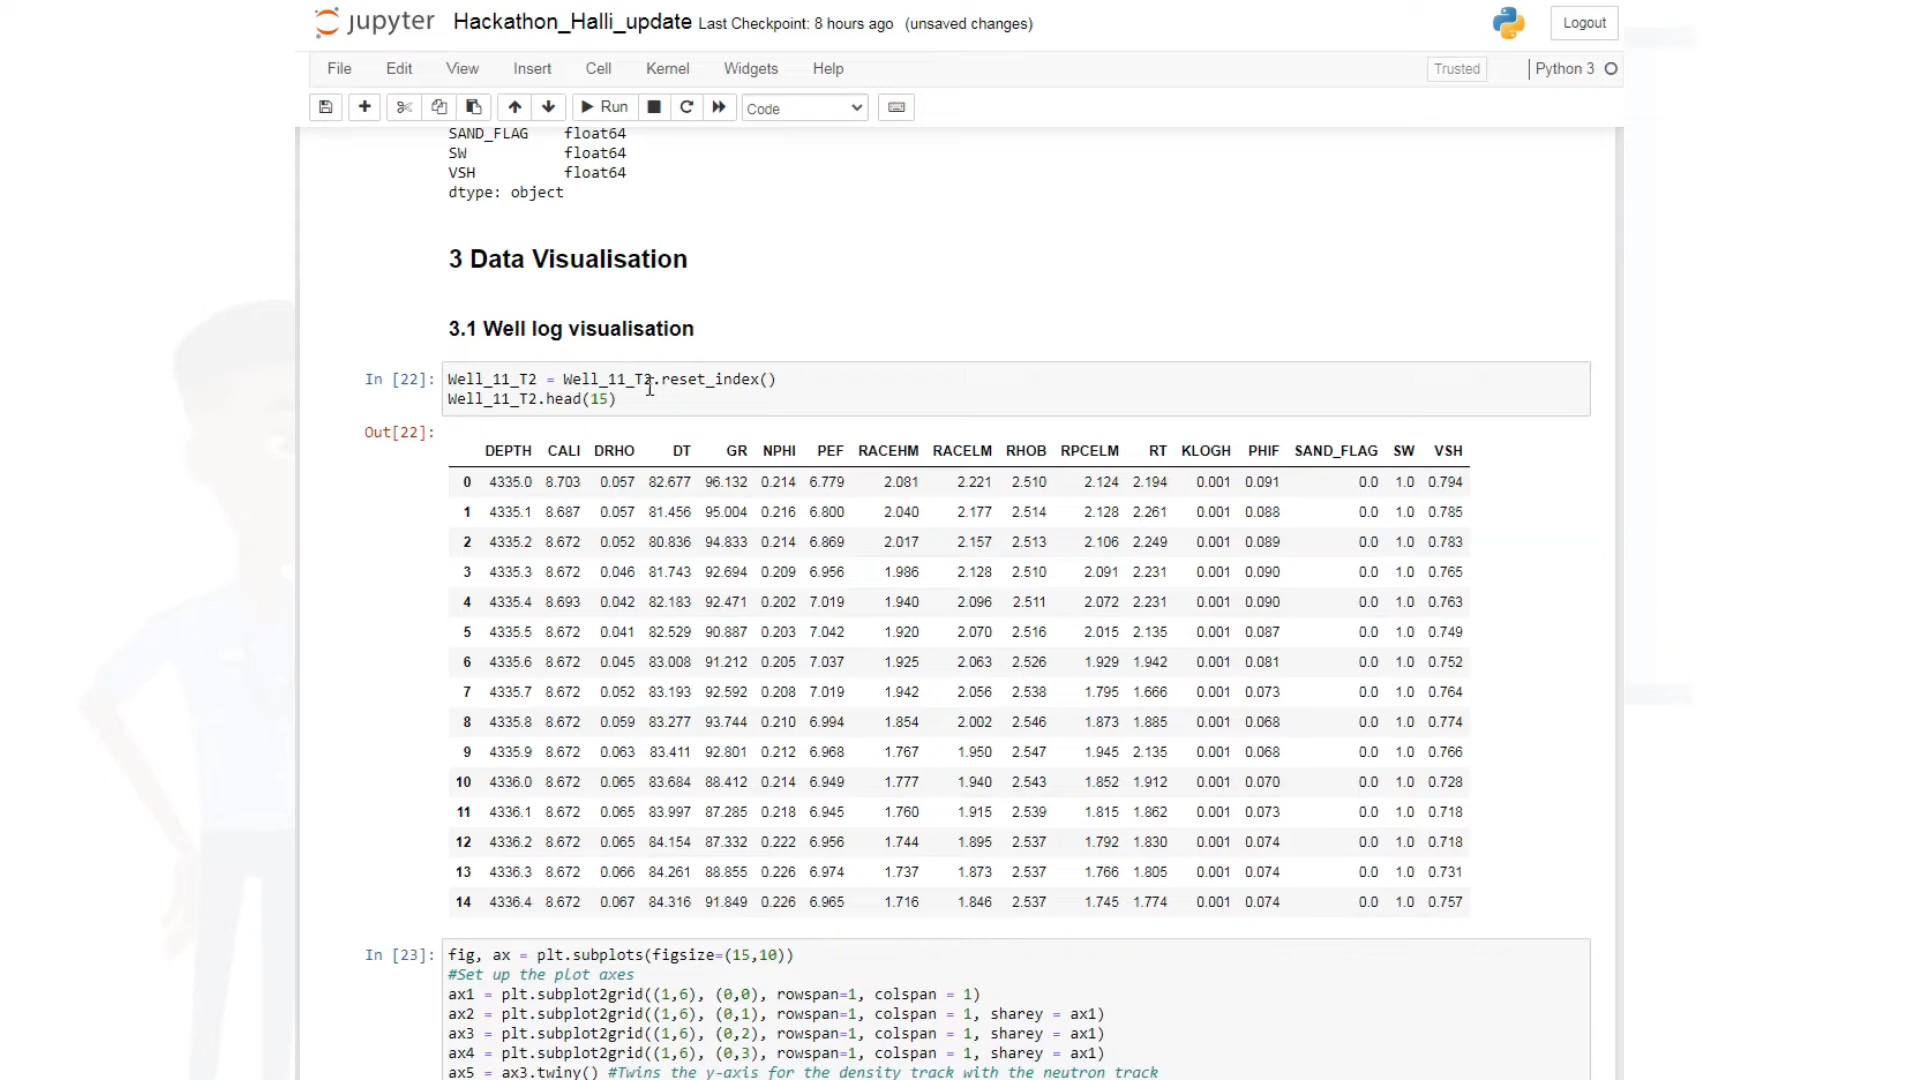 jupyter Hackathon_Halli_update Last Checkpoint: 8 hours ago (unsaved changes) Logout
File Edit View Insert Cell Kernel Widgets Help Trusted Python 3
Run Code
SAND_FLAG float64
SW float64
VSH float64
dtype: object
3 Data Visualisation
3.1 Well log visualisation
In [22]: Well_11_T2 = Well_11_T2.reset_index()
Well_11_T2.head(15)
Out[22]:
DEPTH CALI DRHO DT GR NPHI PEF RACEHM RACELM RHOB RPCELM RT KLOGH PHIF SAND_FLAG SW VSH
0 4335.0 8.703 0.057 82.677 96.132 0.214 6.779 2.081 2.221 2.510 2.124 2.194 0.001 0.091 0.0 1.0 0.794
1 4335.1 8.687 0.057 81.456 95.004 0.216 6.800 2.040 2.177 2.514 2.128 2.261 0.001 0.088 0.0 1.0 0.785
2 4335.2 8.672 0.052 80.836 94.833 0.214 6.869 2.017 2.157 2.513 2.106 2.249 0.001 0.089 0.0 1.0 0.783
3 4335.3 8.672 0.046 81.743 92.694 0.209 6.956 1.986 2.128 2.510 2.091 2.231 0.001 0.090 0.0 1.0 0.765
4 4335.4 8.693 0.042 82.183 92.471 0.202 7.019 1.940 2.096 2.511 2.072 2.231 0.001 0.090 0.0 1.0 0.763
5 4335.5 8.672 0.041 82.529 90.887 0.203 7.042 1.920 2.070 2.516 2.015 2.135 0.001 0.087 0.0 1.0 0.749
6 4335.6 8.672 0.045 83.008 91.212 0.205 7.037 1.925 2.063 2.526 1.929 1.942 0.001 0.081 0.0 1.0 0.752
7 4335.7 8.672 0.052 83.193 92.592 0.208 7.019 1.942 2.056 2.538 1.795 1.666 0.001 0.073 0.0 1.0 0.764
8 4335.8 8.672 0.059 83.277 93.744 0.210 6.994 1.854 2.002 2.546 1.873 1.885 0.001 0.068 0.0 1.0 0.774
9 4335.9 8.672 0.063 83.411 92.801 0.212 6.968 1.767 1.950 2.547 1.945 2.135 0.001 0.068 0.0 1.0 0.766
10 4336.0 8.672 0.065 83.684 88.412 0.214 6.949 1.777 1.940 2.543 1.852 1.912 0.001 0.070 0.0 1.0 0.728
11 4336.1 8.672 0.065 83.997 87.285 0.218 6.945 1.760 1.915 2.539 1.815 1.862 0.001 0.073 0.0 1.0 0.718
12 4336.2 8.672 0.065 84.154 87.332 0.222 6.956 1.744 1.895 2.537 1.792 1.830 0.001 0.074 0.0 1.0 0.718
13 4336.3 8.672 0.066 84.261 88.855 0.226 6.974 1.737 1.873 2.537 1.766 1.805 0.001 0.074 0.0 1.0 0.731
14 4336.4 8.672 0.067 84.316 91.849 0.226 6.965 1.716 1.846 2.537 1.745 1.774 0.001 0.074 0.0 1.0 0.757
In [23]: fig, ax = plt.subplots(figsize=(15,10))
#Set up the plot axes
ax1 = plt.subplot2grid((1,6), (0,0), rowspan=1, colspan = 1)
ax2 = plt.subplot2grid((1,6), (0,1), rowspan=1, colspan = 1, sharey = ax1)
ax3 = plt.subplot2grid((1,6), (0,2), rowspan=1, colspan = 1, sharey = ax1)
ax4 = plt.subplot2grid((1,6), (0,3), rowspan=1, colspan = 1, sharey = ax1)
ax5 = ax3.twiny() #Twins the y-axis for the density track with the neutron track